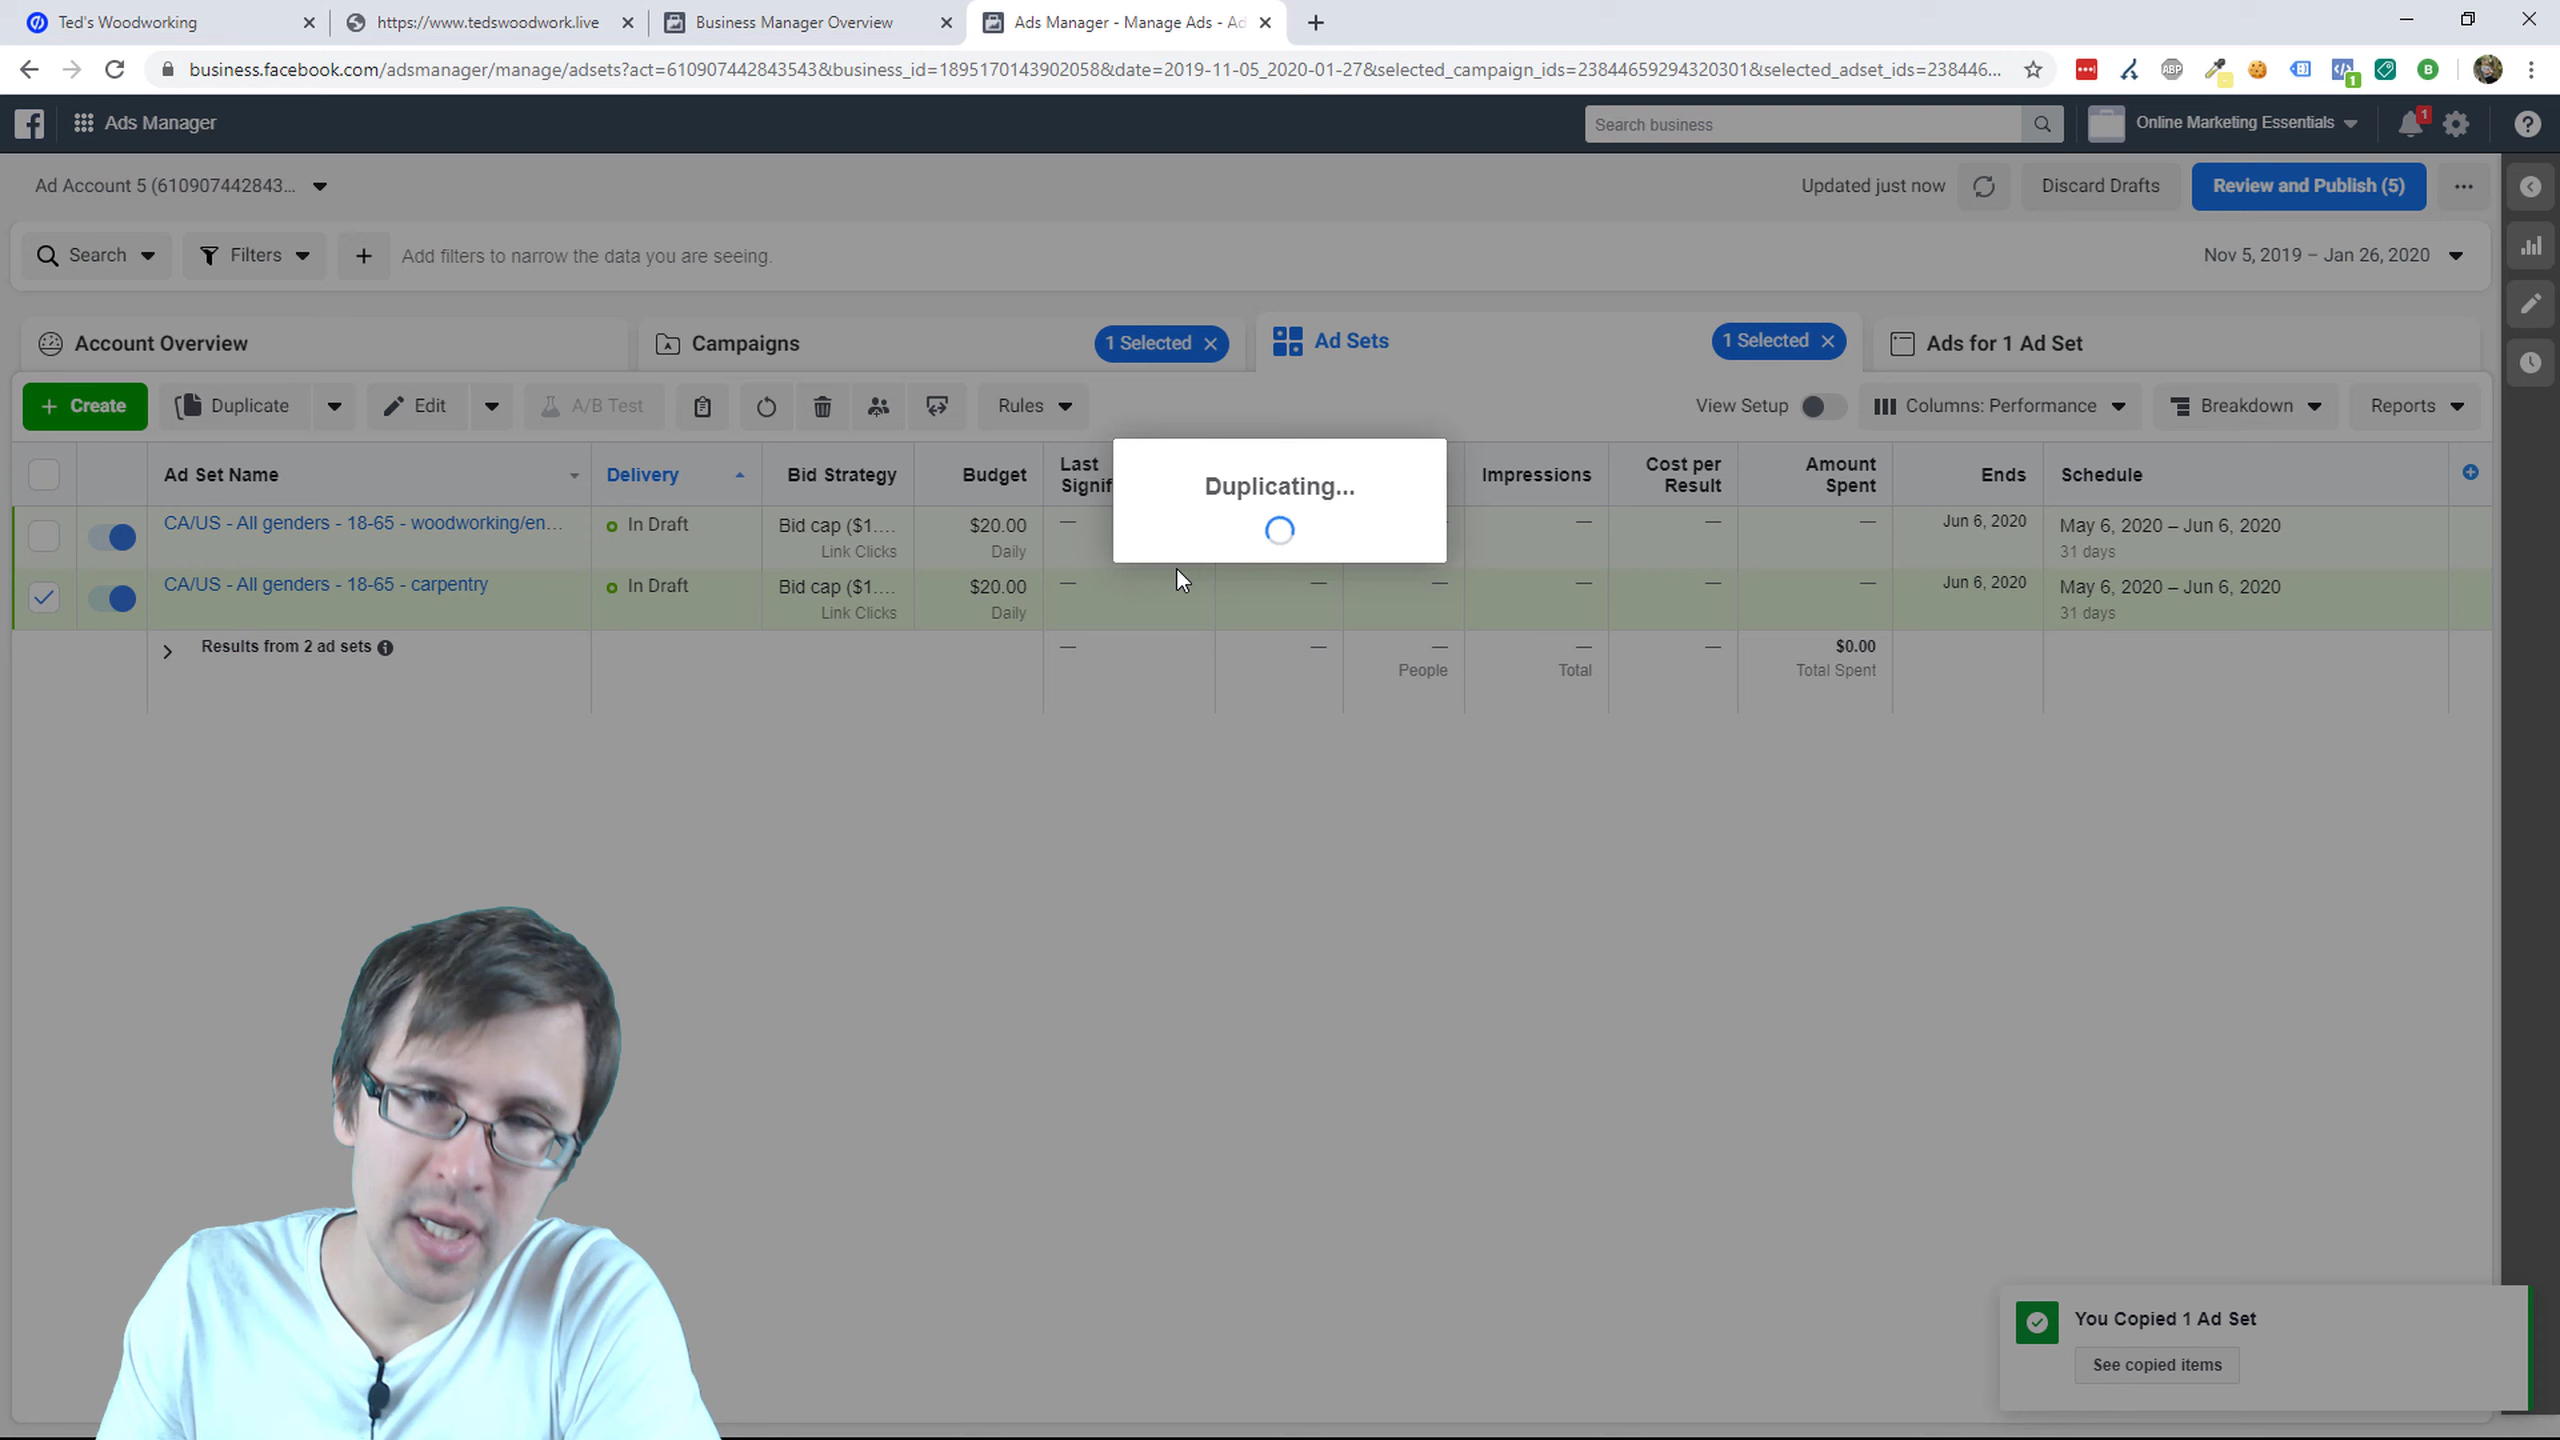 Ted's Woodworking
https://www.tedswoodwork.live
Business Manager Overview
Ads Manager - Manage Ads - Ad
business.facebook.com/adsmanager/manage/adsets?act=610907442843543&business_id=1895170143902058&date=2019-11-05_2020-01-27&selected_campaign_ids=23844659294320301&selected_adset_ids=238446...
ABP
1
B
Ads Manager
Search business
Online Marketing Essentials
1
Ad Account 5 (610907442843...
Updated just now
Discard Drafts
Review and Publish (5)
Search
Filters
Add filters to narrow the data you are seeing.
Nov 5, 2019 – Jan 26, 2020
Account Overview
Campaigns
1 Selected
Ad Sets
1 Selected
Ads for 1 Ad Set
+ Create
Duplicate
Edit
A/B Test
Rules
View Setup
Columns: Performance
Breakdown
Reports
Ad Set Name
Delivery
Bid Strategy
Budget
Last
Signif
Impressions
Cost per
Result
Amount
Spent
Ends
Schedule
Duplicating...
CA/US - All genders - 18-65 - woodworking/en...
In Draft
Bid cap ($1....
Link Clicks
$20.00
Daily
—
—
—
—
Jun 6, 2020
May 6, 2020 – Jun 6, 2020
31 days
CA/US - All genders - 18-65 - carpentry
In Draft
Bid cap ($1....
Link Clicks
$20.00
Daily
—
—
—
—
—
—
Jun 6, 2020
May 6, 2020 – Jun 6, 2020
31 days
Results from 2 ad sets
—
—
—
People
—
Total
—
$0.00
Total Spent
You Copied 1 Ad Set
See copied items